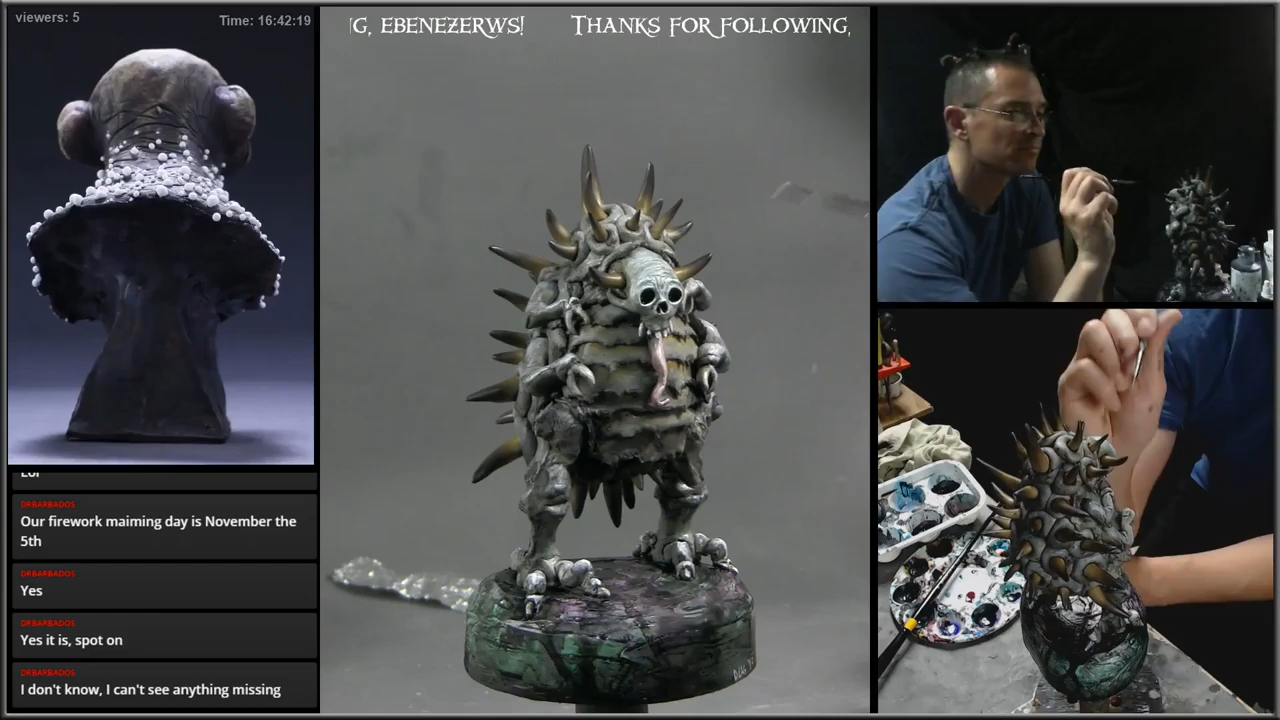 viewers: 5
Time: 16:42:19
G, EBENEZERWS! THANKS FOR FOLLOWING,
Lol
DRBARBADOS
Our firework maiming day is November the
5th
DRBARBADOS
Yes
DRBARBADOS
Yes it is, spot on
DRBARBADOS
I don't know, I can't see anything missing